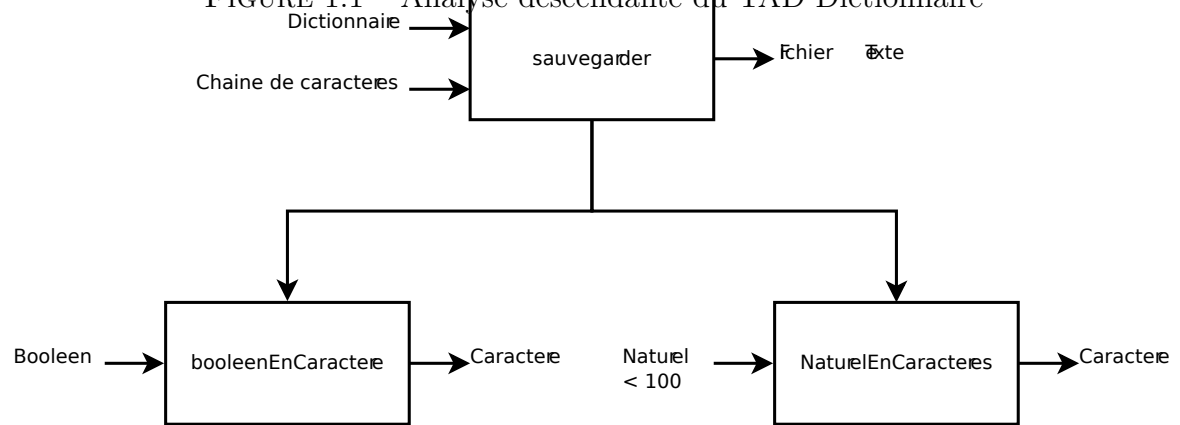 FIGURE 1.1 – Analyse descendante du TAD Dictionnaire
Dictionnaire
sauvegarder
Fichier Texte
Chaine de caracteres
Booleen
booleenEnCaractere
Caractere
Naturel
< 100
NaturelEnCaracteres
Caractere